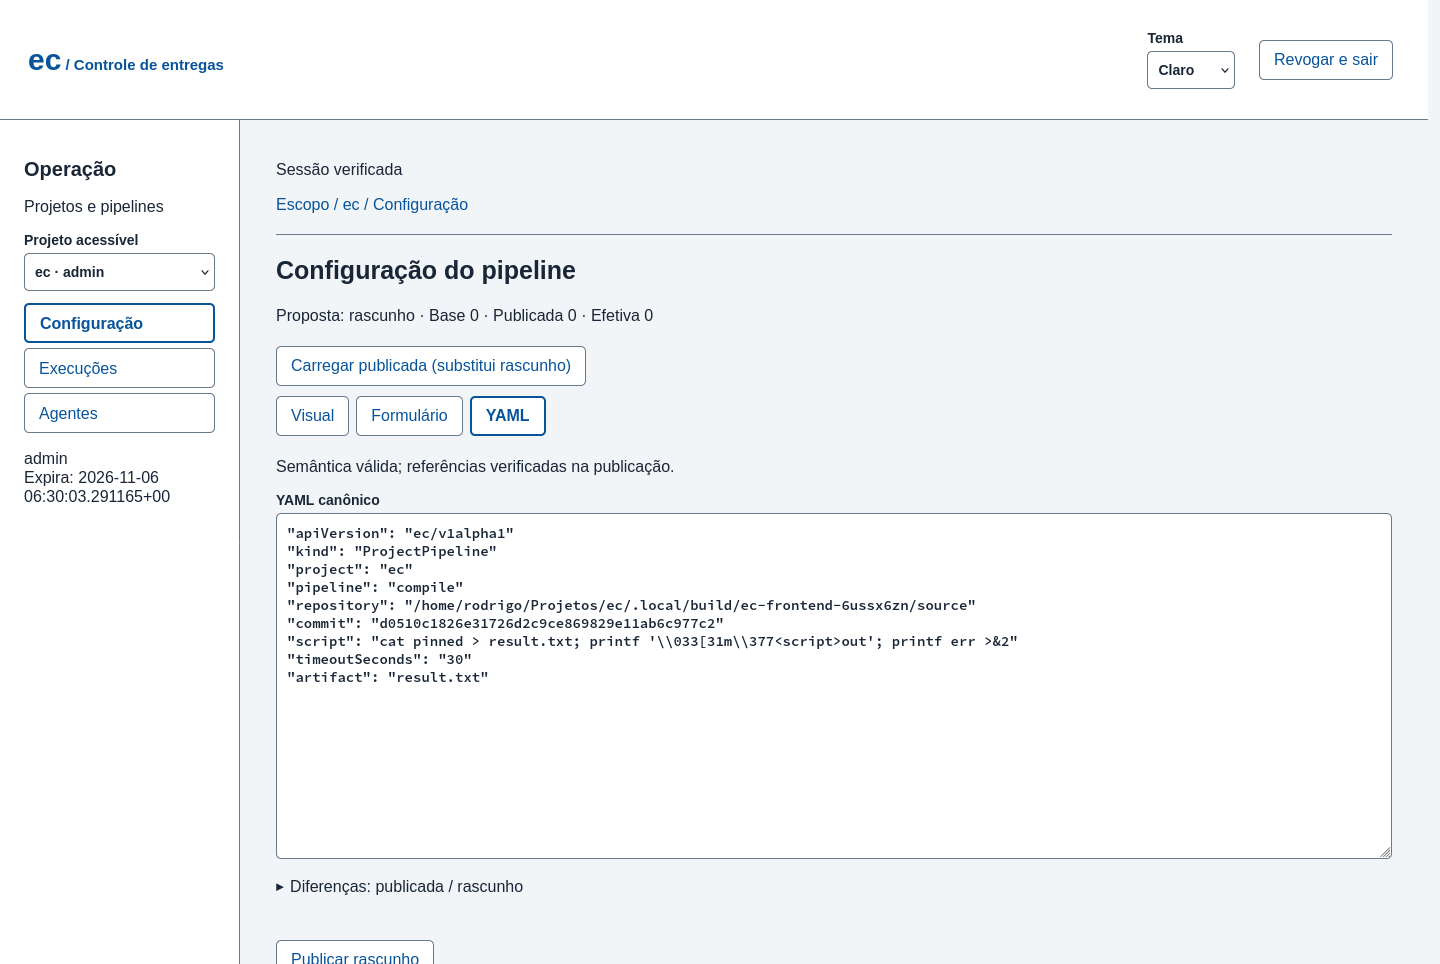 ec / Controle de entregas
Tema
Claro
Revogar e sair
Operação
Projetos e pipelines
Projeto acessível
ec · admin
Configuração
Execuções
Agentes
admin
Expira: 2026-11-06
06:30:03.291165+00
Sessão verificada
Escopo / ec / Configuração
Configuração do pipeline
Proposta: rascunho · Base 0 · Publicada 0 · Efetiva 0
Carregar publicada (substitui rascunho)
Visual
Formulário
YAML
Semântica válida; referências verificadas na publicação.
YAML canônico
"apiVersion": "ec/v1alpha1"
"kind": "ProjectPipeline"
"project": "ec"
"pipeline": "compile"
"repository": "/home/rodrigo/Projetos/ec/.local/build/ec-frontend-6ussx6zn/source"
"commit": "d0510c1826e31726d2c9ce869829e11ab6c977c2"
"script": "cat pinned > result.txt; printf '\\033[31m\\377<script>out'; printf err >&2"
"timeoutSeconds": "30"
"artifact": "result.txt"
Diferenças: publicada / rascunho
Publicar rascunho